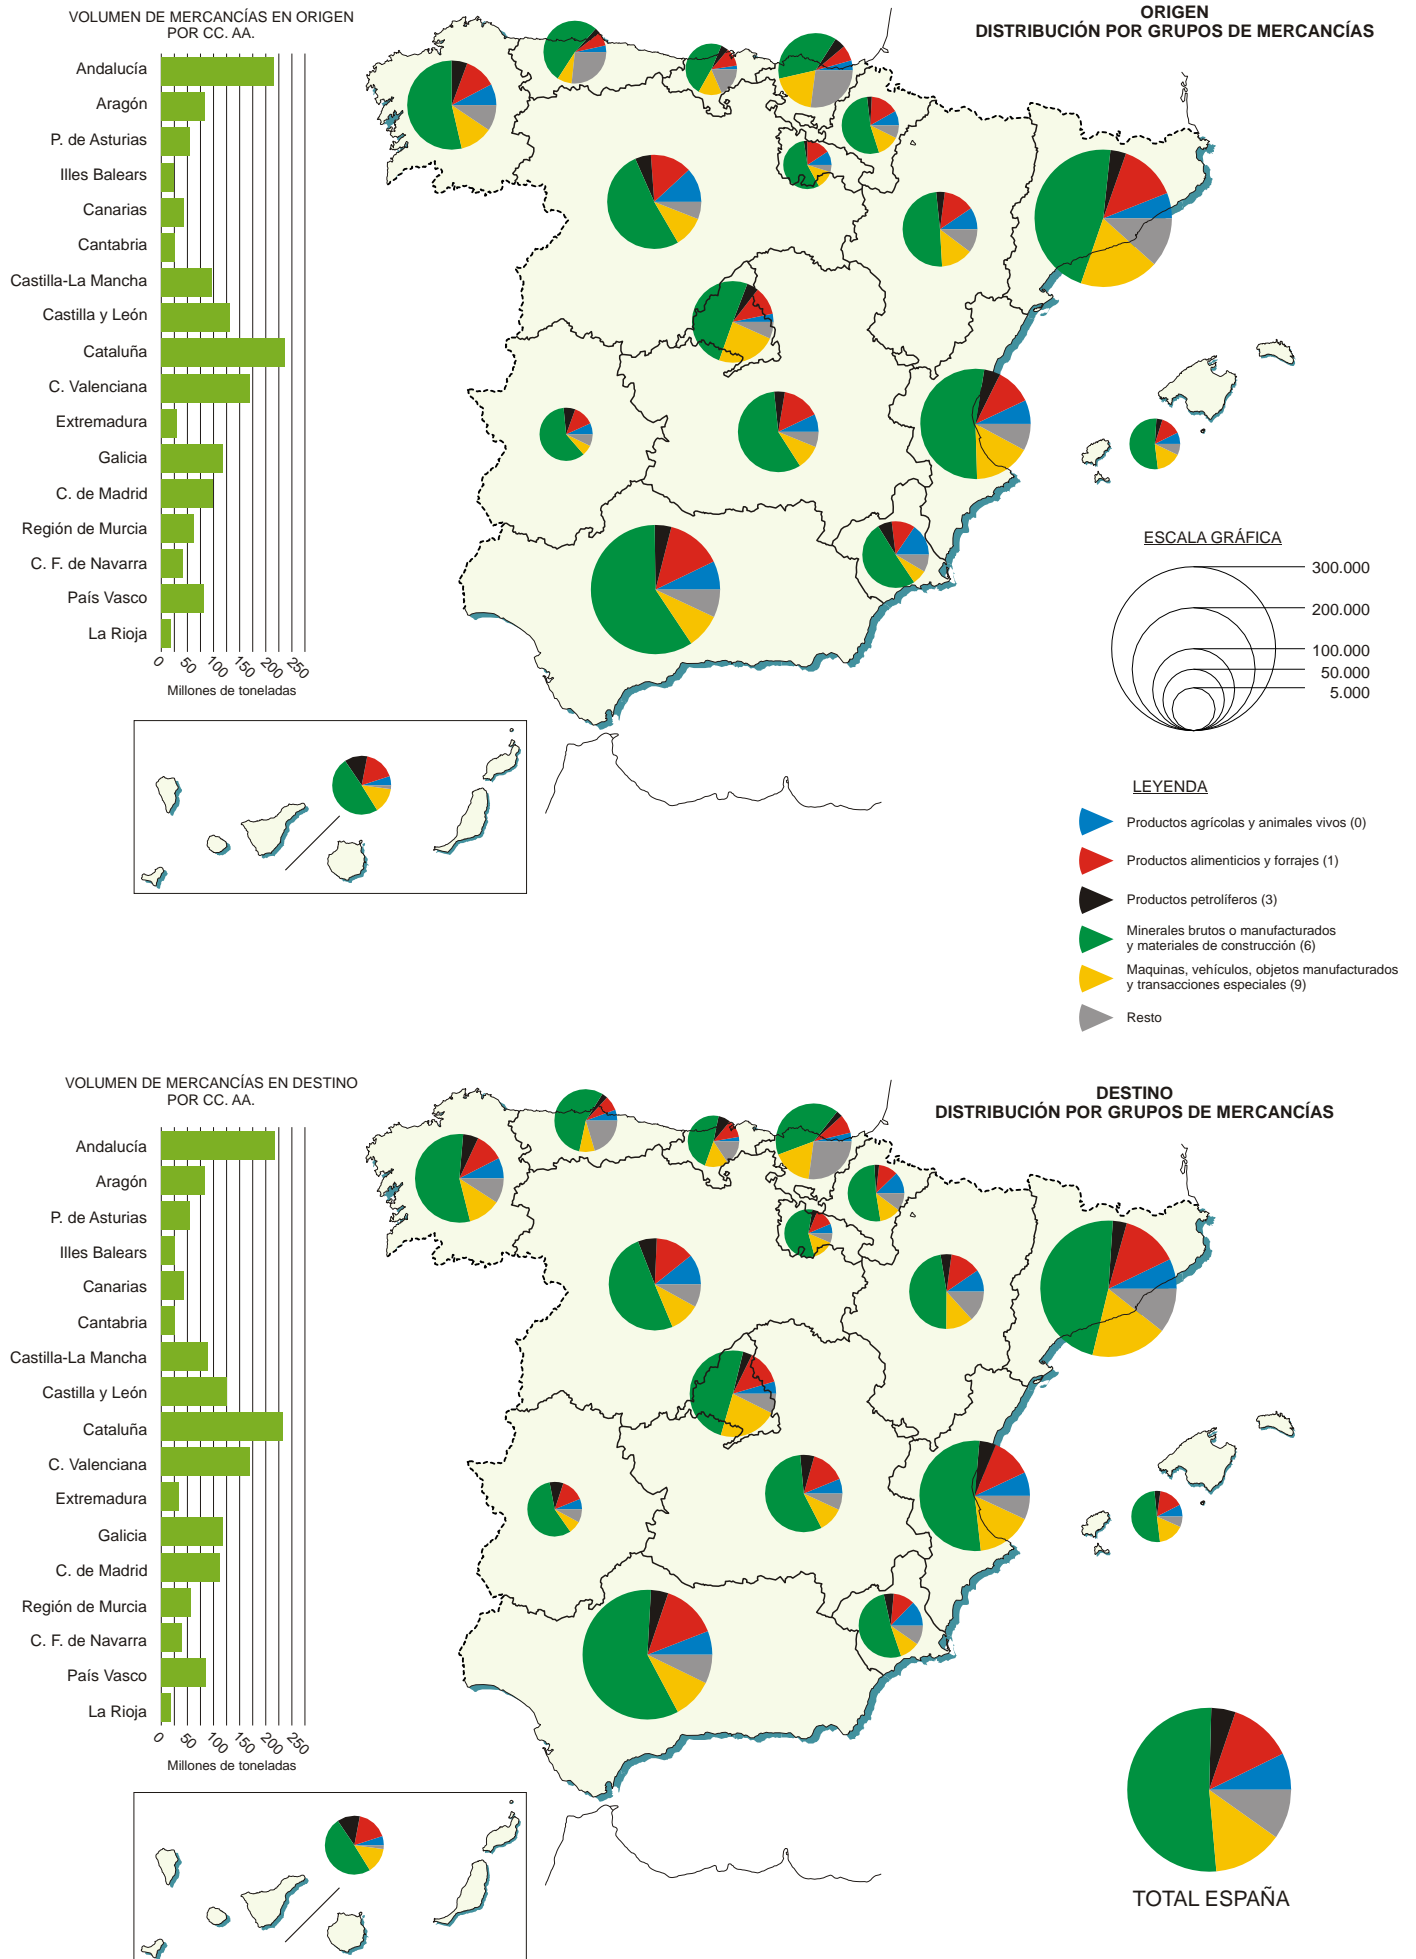 VOLUMEN DE MERCANCÍAS EN ORIGEN
POR CC. AA.
Andalucía
Aragón
P. de Asturias
Illes Balears
Canarias
Cantabria
Castilla-La Mancha
Castilla y León
Cataluña
C. Valenciana
Extremadura
Galicia
C. de Madrid
Región de Murcia
C. F. de Navarra
País Vasco
La Rioja
0 50 100 150 200 250
Millones de toneladas
ORIGEN
DISTRIBUCIÓN POR GRUPOS DE MERCANCÍAS
ESCALA GRÁFICA
300.000
200.000
100.000
50.000
5.000
LEYENDA
Productos agrícolas y animales vivos (0)
Productos alimenticios y forrajes (1)
Productos petrolíferos (3)
Minerales brutos o manufacturados
y materiales de construcción (6)
Maquinas, vehículos, objetos manufacturados
y transacciones especiales (9)
Resto
VOLUMEN DE MERCANCÍAS EN DESTINO
POR CC. AA.
Andalucía
Aragón
P. de Asturias
Illes Balears
Canarias
Cantabria
Castilla-La Mancha
Castilla y León
Cataluña
C. Valenciana
Extremadura
Galicia
C. de Madrid
Región de Murcia
C. F. de Navarra
País Vasco
La Rioja
0 50 100 150 200 250
Millones de toneladas
DESTINO
DISTRIBUCIÓN POR GRUPOS DE MERCANCÍAS
TOTAL ESPAÑA